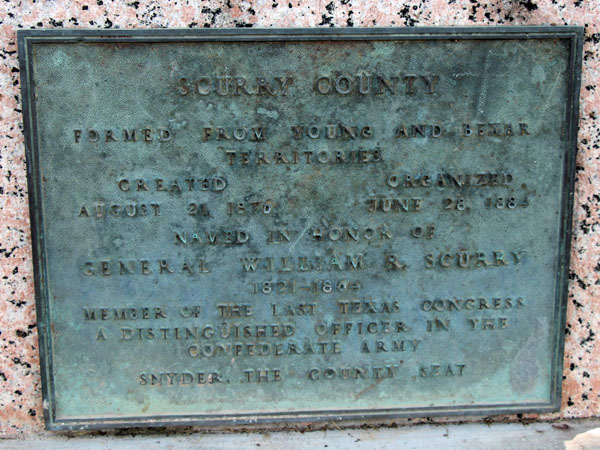 SCURRY COUNTY
FORMED FROM YOUNG AND BEXAR
TERRITORIES
CREATED ORGANIZED
AUGUST 21, 1876 JUNE 28, 1884
NAMED IN HONOR OF
GENERAL WILLIAM R. SCURRY
1821-1864
MEMBER OF THE LAST TEXAS CONGRESS
A DISTINGUISHED OFFICER IN THE
CONFEDERATE ARMY
SNYDER, THE COUNTY SEAT